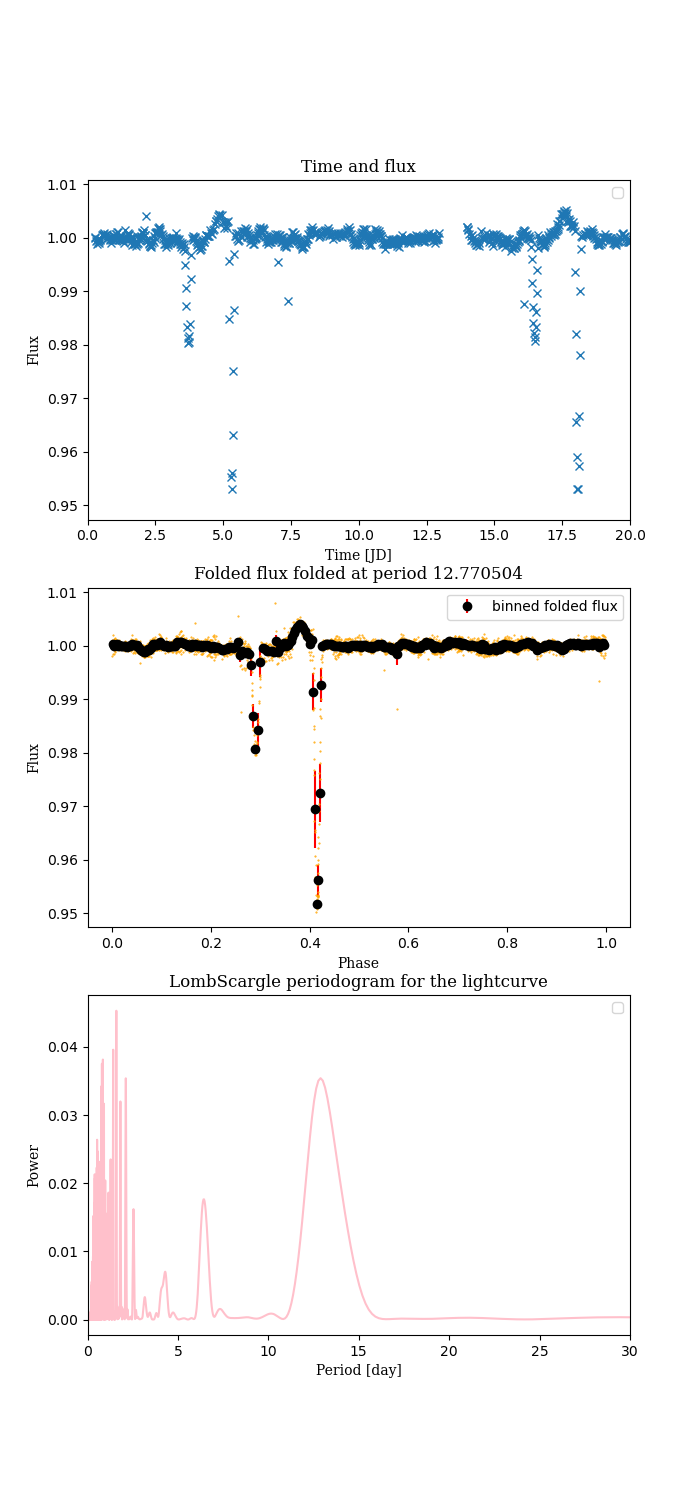 Time and flux
1.01
1.00
0.99
0.98
0.97
0.96
0.95
Flux
0.0 2.5 5.0 7.5 10.0 12.5 15.0 17.5 20.0
Time [JD]
Folded flux folded at period 12.770504
binned folded flux
1.01
1.00
0.99
0.98
0.97
0.96
0.95
Flux
0.0 0.2 0.4 0.6 0.8 1.0
Phase
LombScargle periodogram for the lightcurve
0.04
0.03
0.02
0.01
0.00
Power
0 5 10 15 20 25 30
Period [day]